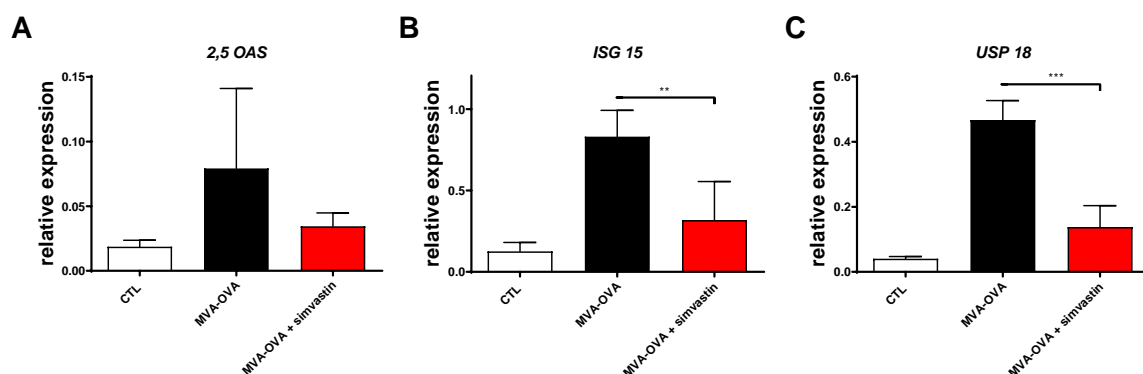 A
2,5 OAS
relative expression
0.15
0.10
0.05
0.00
CTL
MVA-OVA
MVA-OVA + simvastin
B
ISG 15
relative expression
1.0
0.5
0.0
**
CTL
MVA-OVA
MVA-OVA + simvastin
C
USP 18
relative expression
0.6
0.4
0.2
0.0
***
CTL
MVA-OVA
MVA-OVA + simvastin